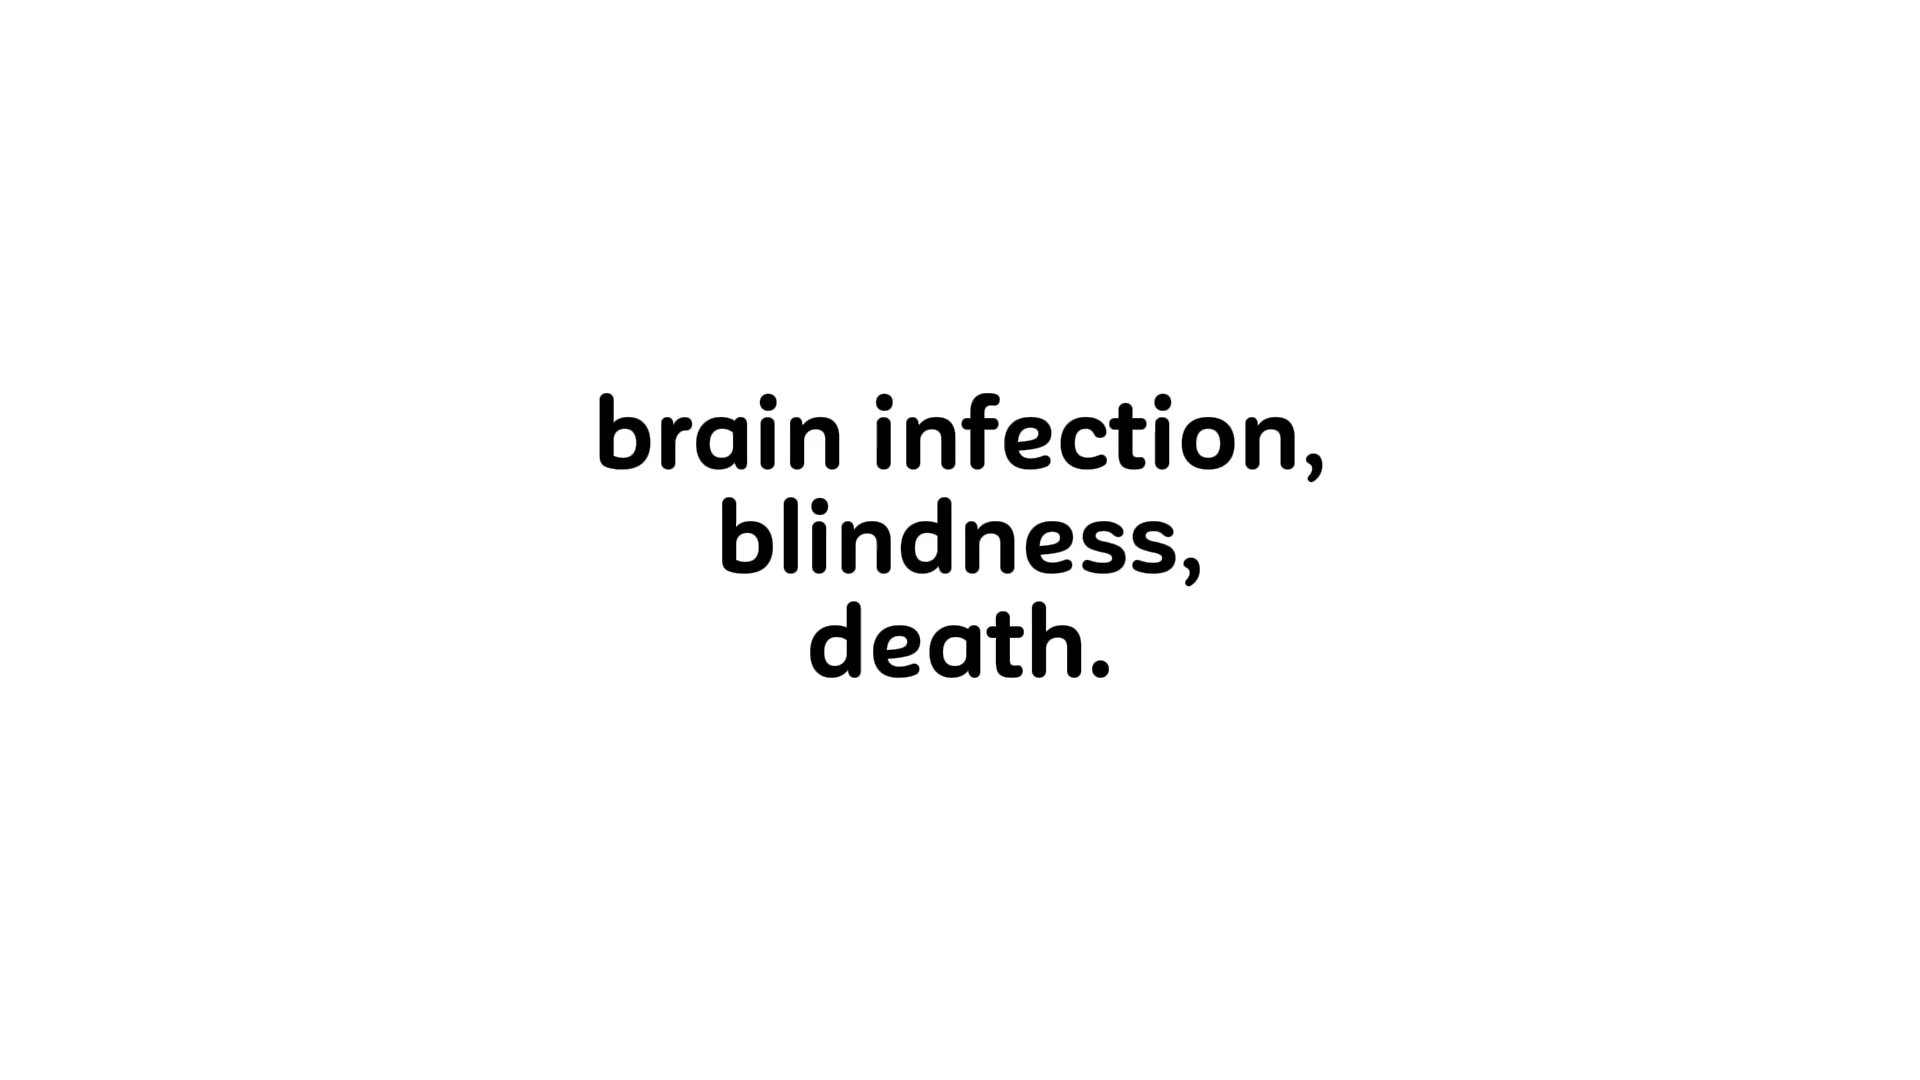 brain infection,
blindness,
death.